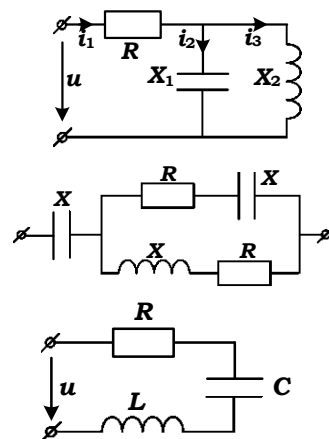 i₁ R i₂ i₃
u X₁ X₂
R X
X
X R
R
u C
L